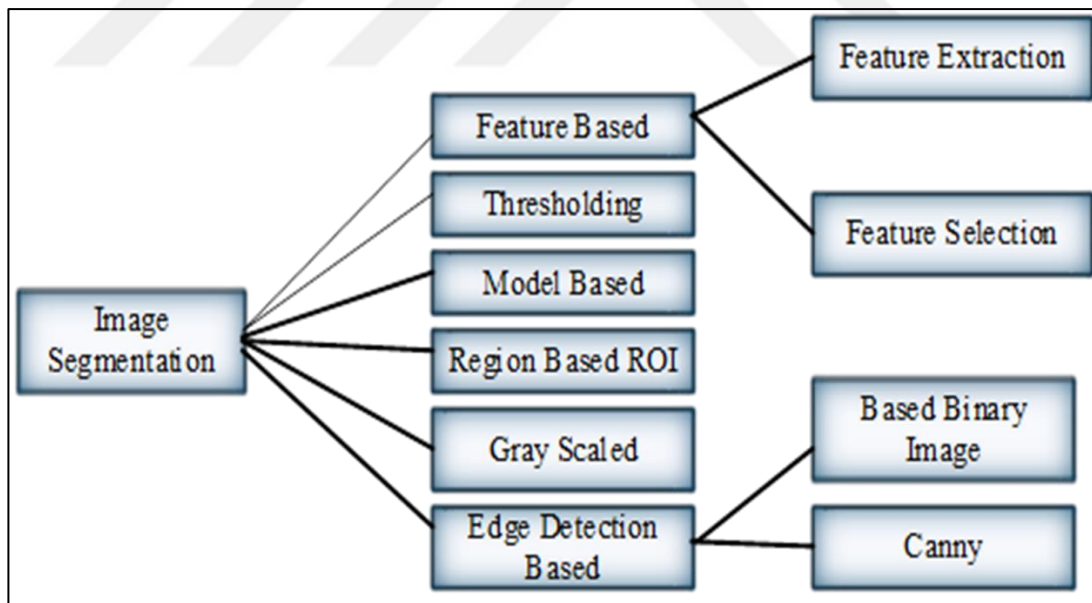 Image
Segmentation
Feature Based
Thresholding
Model Based
Region Based ROI
Gray Scaled
Edge Detection
Based
Feature Extraction
Feature Selection
Based Binary
Image
Canny